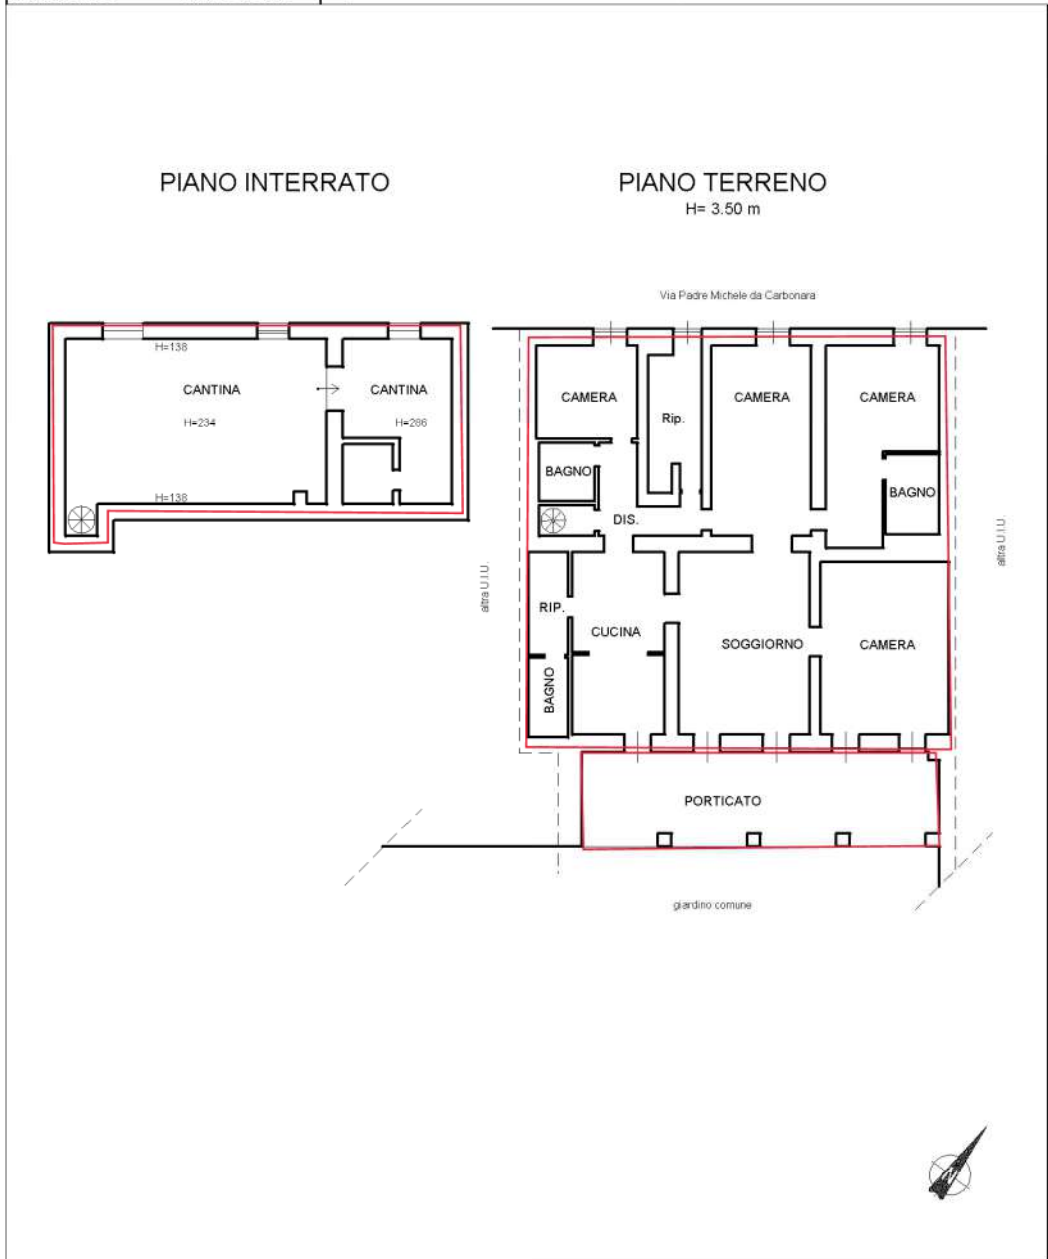 PIANO INTERRATO
PIANO TERRENO
H= 3.50 m
Via Padre Michele da Carbonara
H=138
CANTINA
CANTINA
H=234
H=286
H=138
CAMERA
Rip.
CAMERA
CAMERA
BAGNO
BAGNO
DIS.
altra U.I.U.
altra U.I.U.
RIP.
CUCINA
SOGGIORNO
CAMERA
BAGNO
PORTICATO
giardino comune